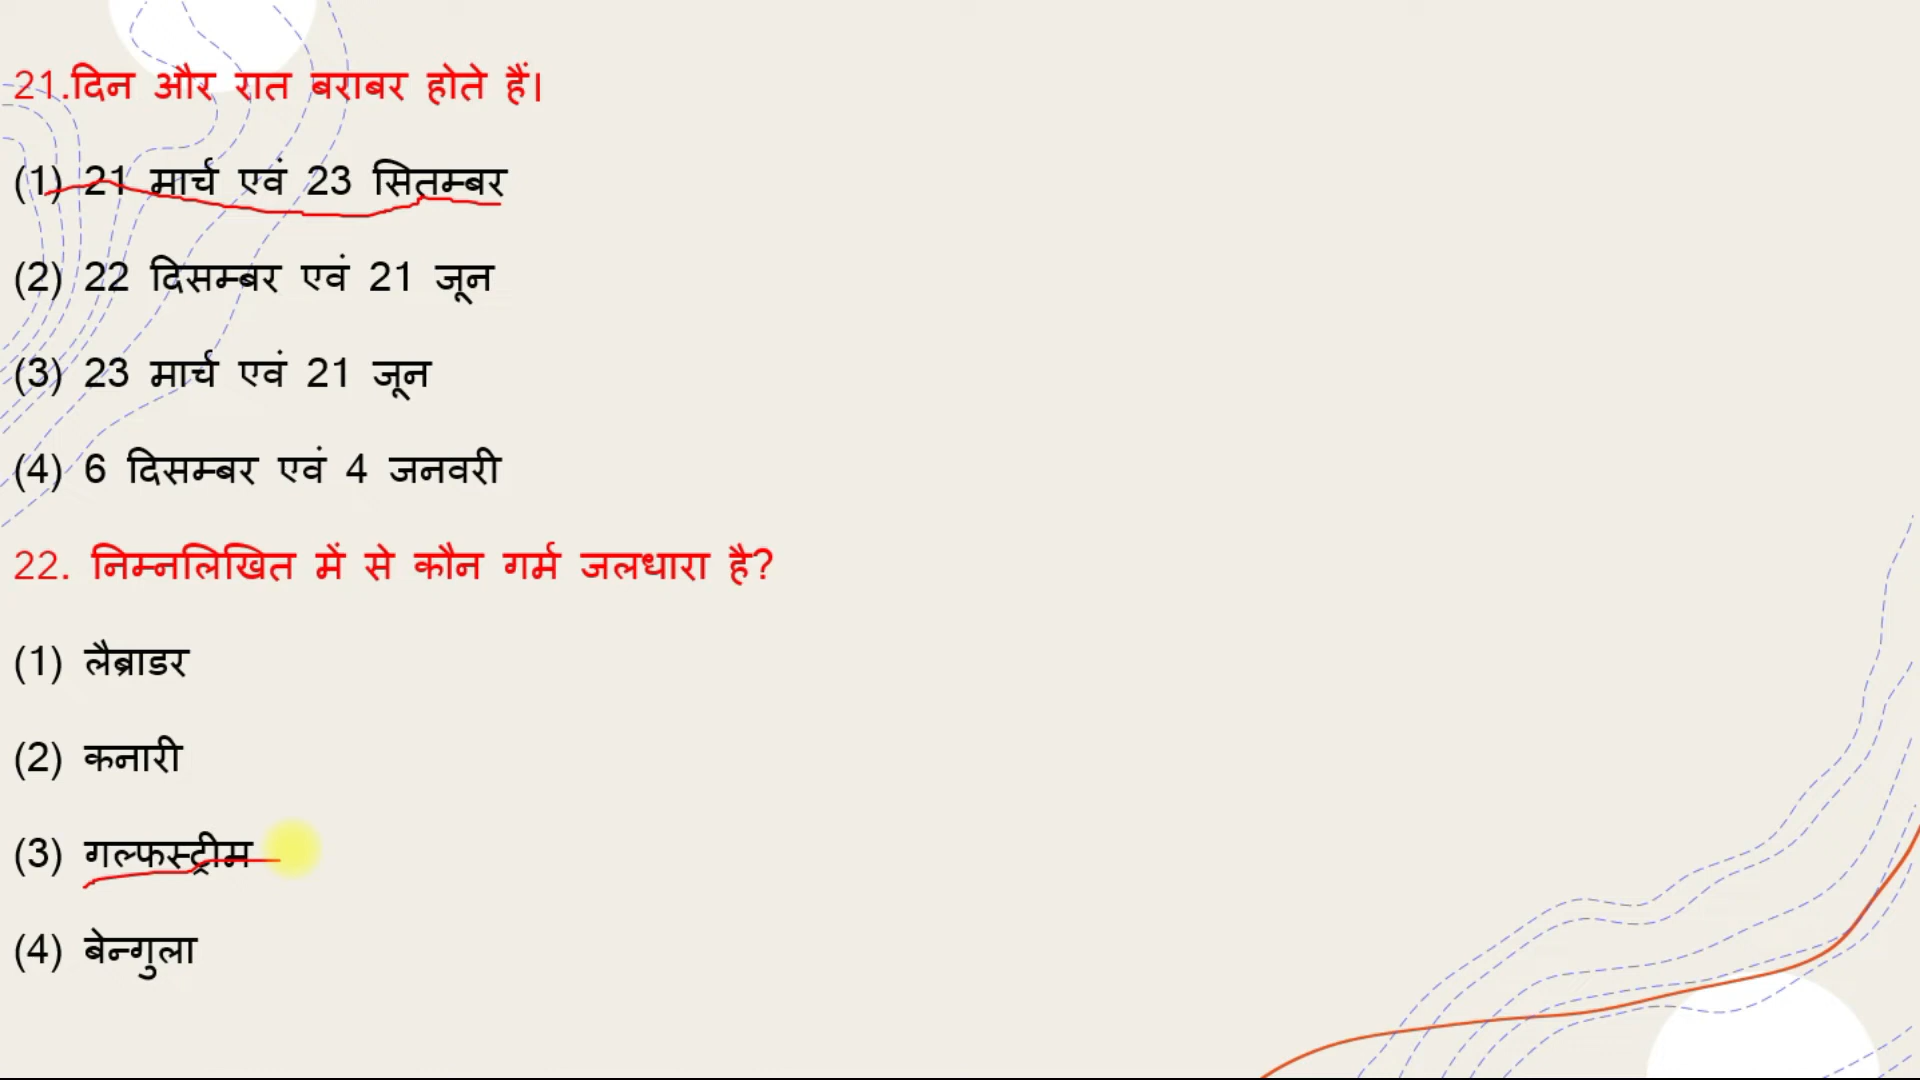 21.दिन और रात बराबर होते हैं।
(1) 21 मार्च एवं 23 सितम्बर
(2) 22 दिसम्बर एवं 21 जून
(3) 23 मार्च एवं 21 जून
(4) 6 दिसम्बर एवं 4 जनवरी
22. निम्नलिखित में से कौन गर्म जलधारा है?
(1) लैब्राडर
(2) कनारी
(3) गल्फस्ट्रीम
(4) बेन्गुला